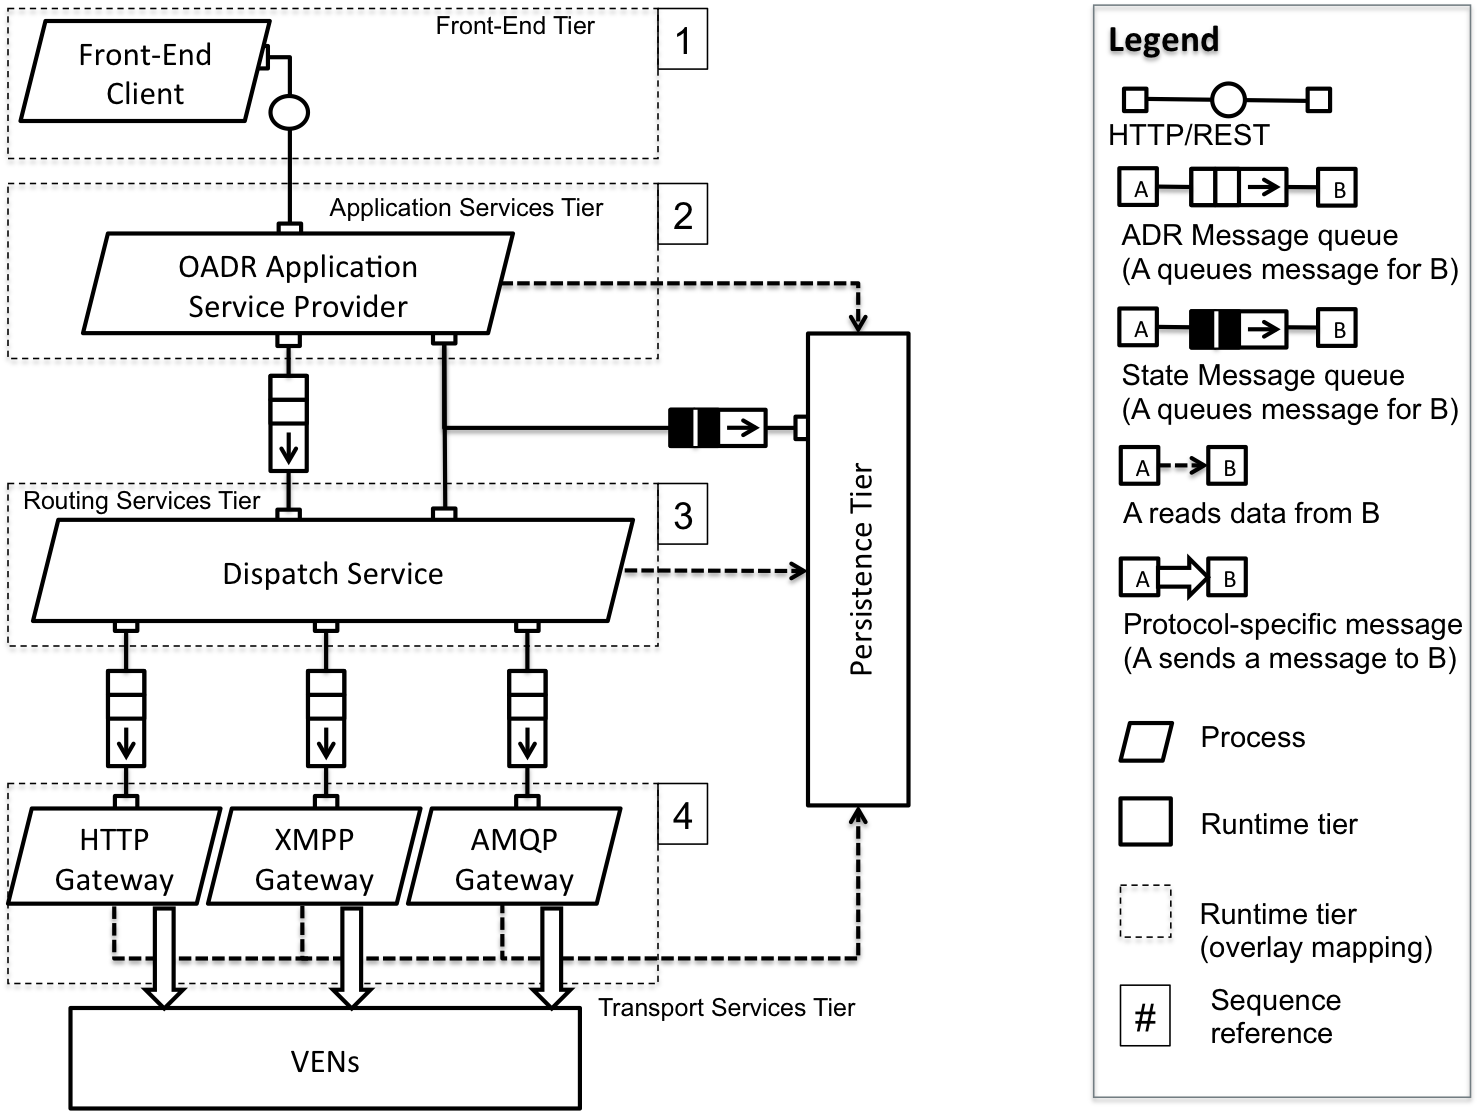 Front-End Tier
1
Front-End
Client
Application Services Tier
2
OADR Application
Service Provider
Routing Services Tier
3
Dispatch Service
Persistence Tier
4
HTTP
Gateway
XMPP
Gateway
AMQP
Gateway
Transport Services Tier
VENs
Legend
HTTP/REST
A
B
ADR Message queue
(A queues message for B)
A
B
State Message queue
(A queues message for B)
A
B
A reads data from B
A
B
Protocol-specific message
(A sends a message to B)
Process
Runtime tier
Runtime tier
(overlay mapping)
#
Sequence
reference